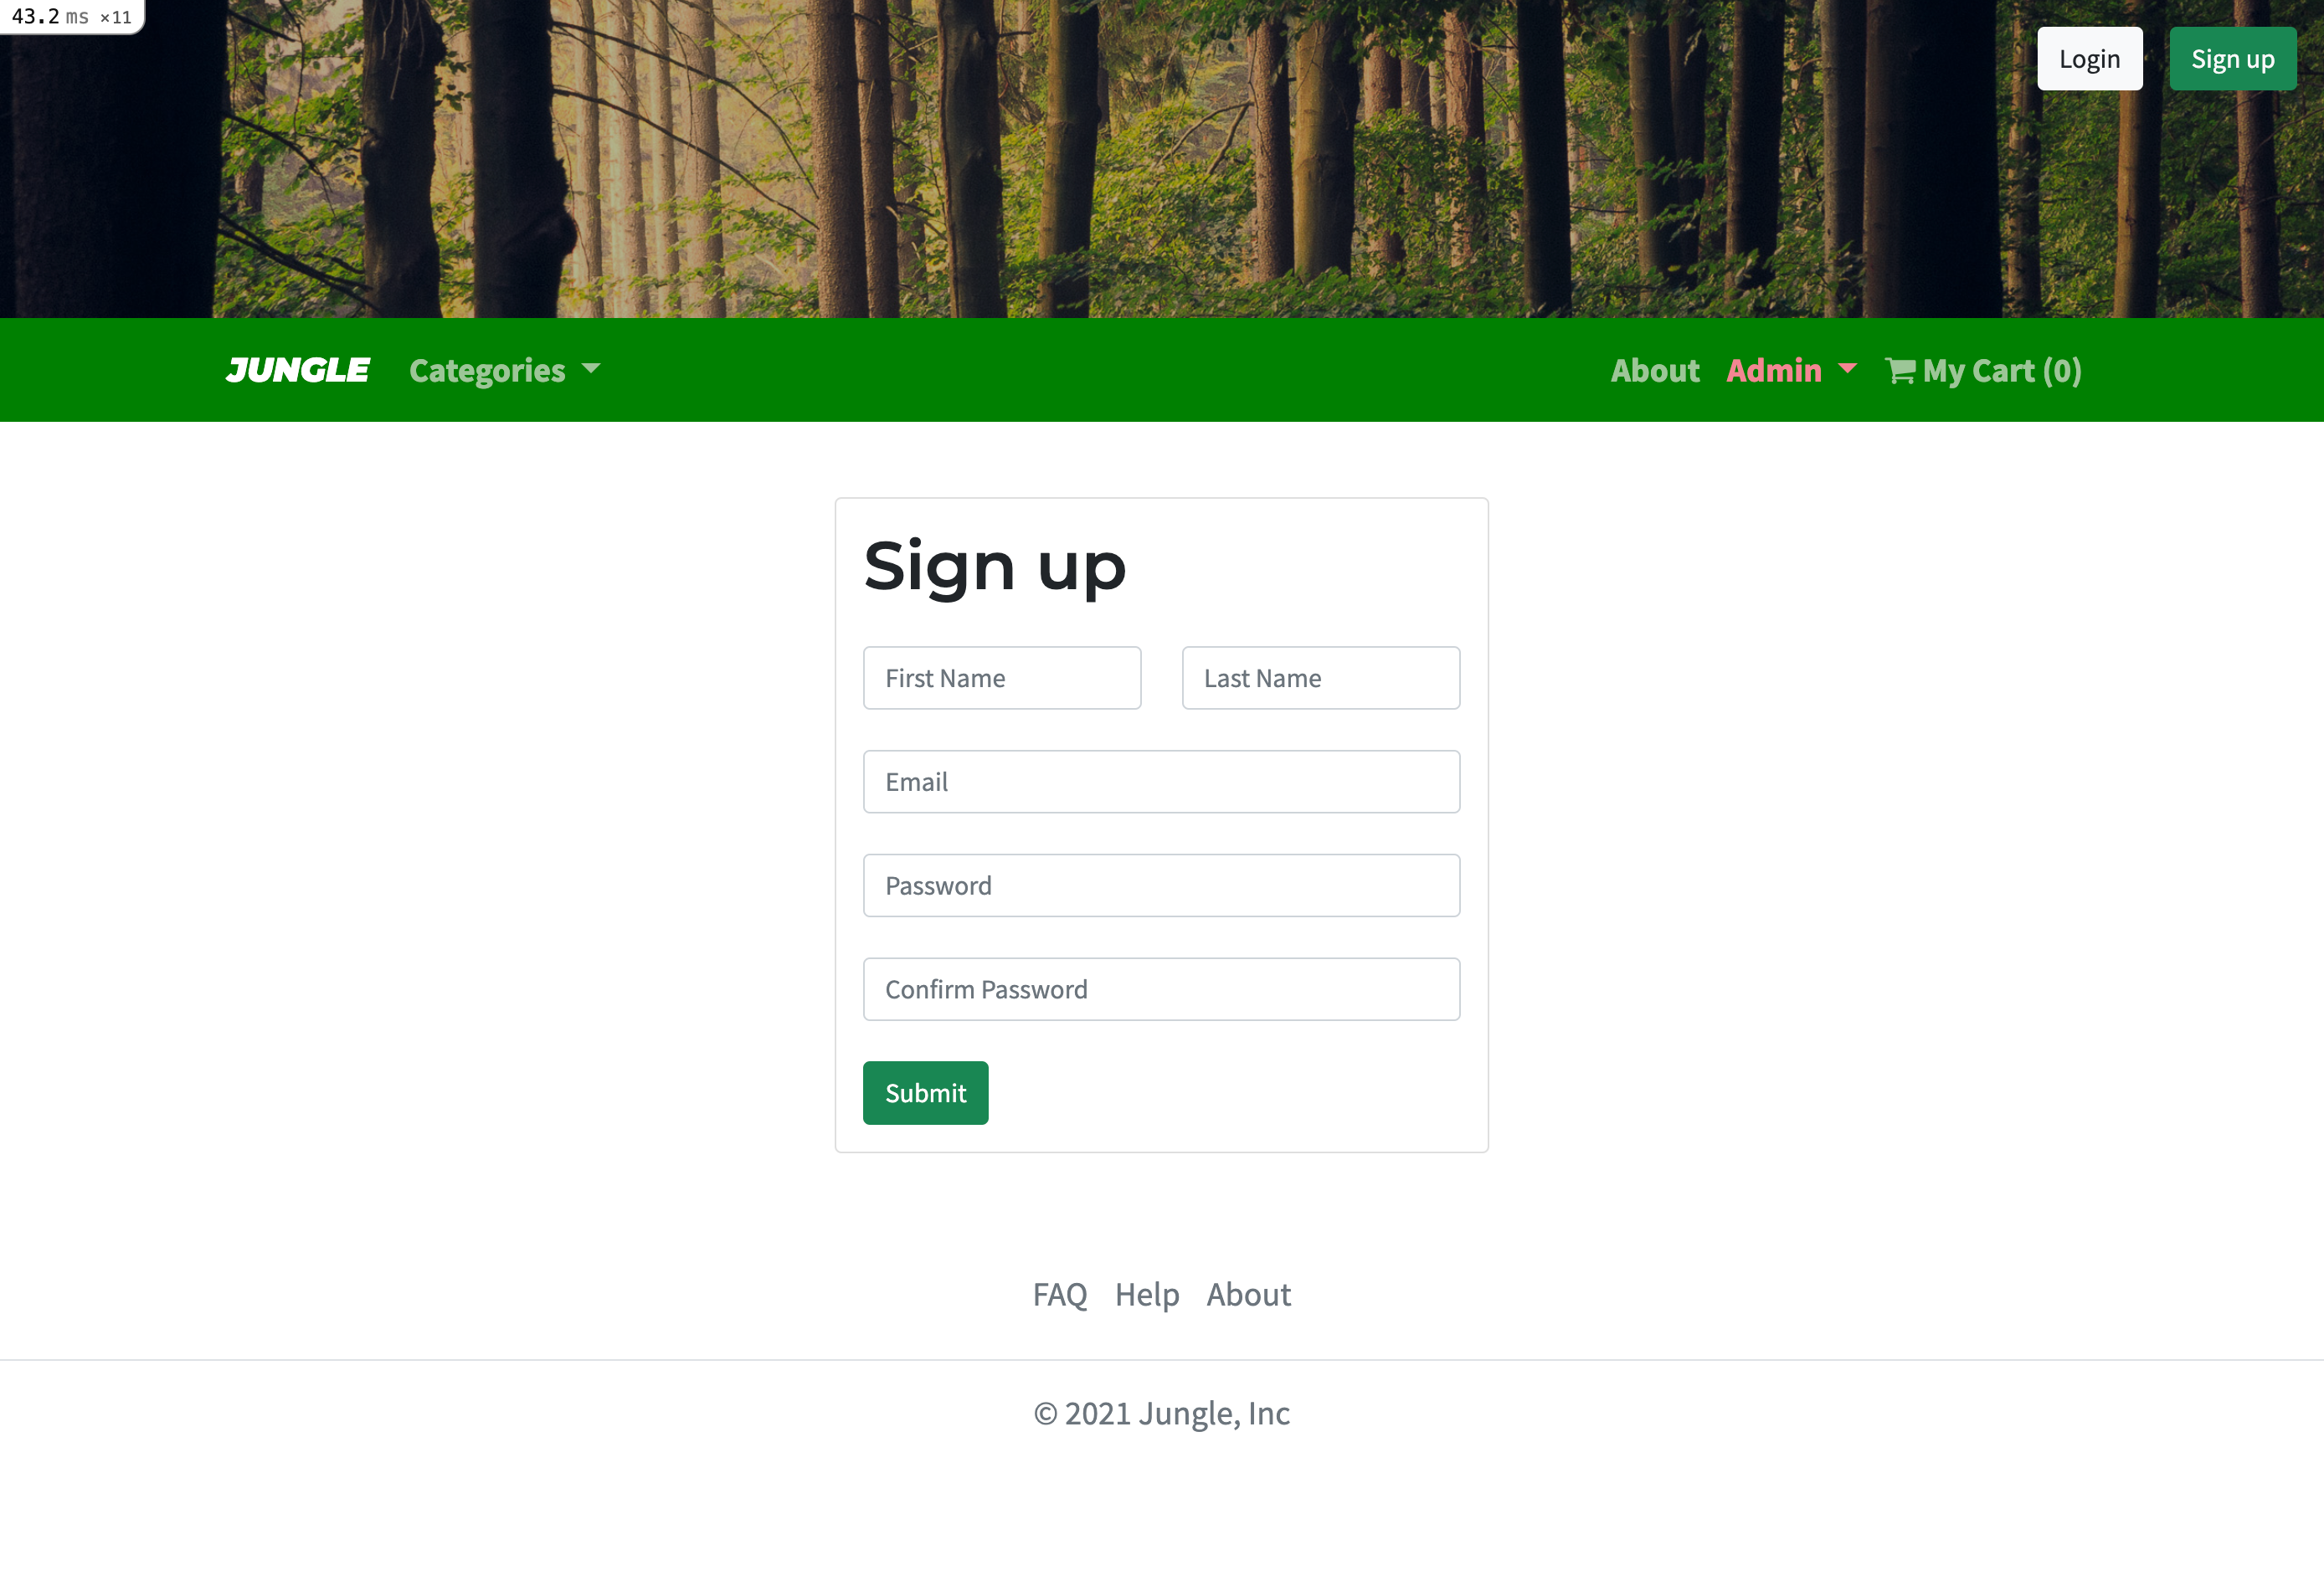 43.2 ms ×11
Login Sign up
JUNGLE Categories About Admin My Cart (0)
Sign up
First Name Last Name
Email
Password
Confirm Password
Submit
FAQ Help About
© 2021 Jungle, Inc